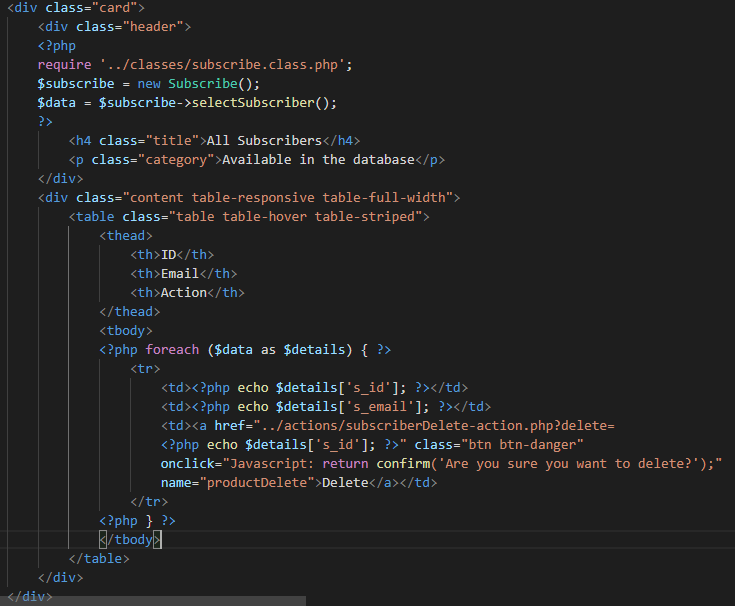 <div class="card">
<div class="header">
<?php
require '../classes/subscribe.class.php';
$subscribe = new Subscribe();
$data = $subscribe->selectSubscriber();
?>
<h4 class="title">All Subscribers</h4>
<p class="category">Available in the database</p>
</div>
<div class="content table-responsive table-full-width">
<table class="table table-hover table-striped">
<thead>
<th>ID</th>
<th>Email</th>
<th>Action</th>
</thead>
<tbody>
<?php foreach ($data as $details) { ?>
<tr>
<td><?php echo $details['s_id']; ?></td>
<td><?php echo $details['s_email']; ?></td>
<td><a href="../actions/subscriberDelete-action.php?delete=
<?php echo $details['s_id']; ?>" class="btn btn-danger"
onclick="Javascript: return confirm('Are you sure you want to delete?');"
name="productDelete">Delete</a></td>
</tr>
<?php } ?>
</tbody>
</table>
</div>
</div>